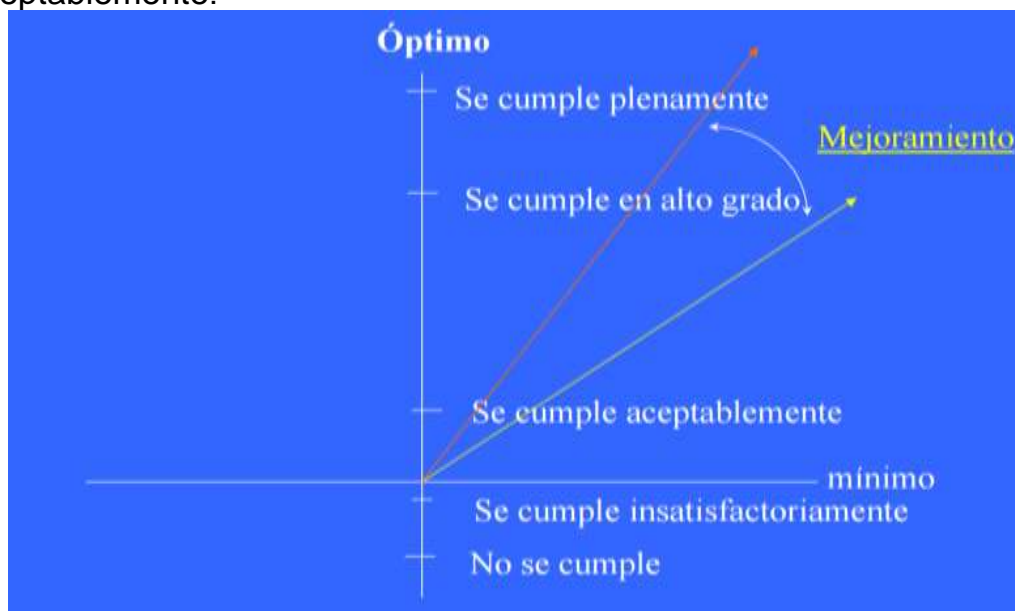 eptablemente.
Óptimo
Se cumple plenamente
Mejoramiento
Se cumple en alto grado
Se cumple aceptablemente
mínimo
Se cumple insatisfactoriamente
No se cumple